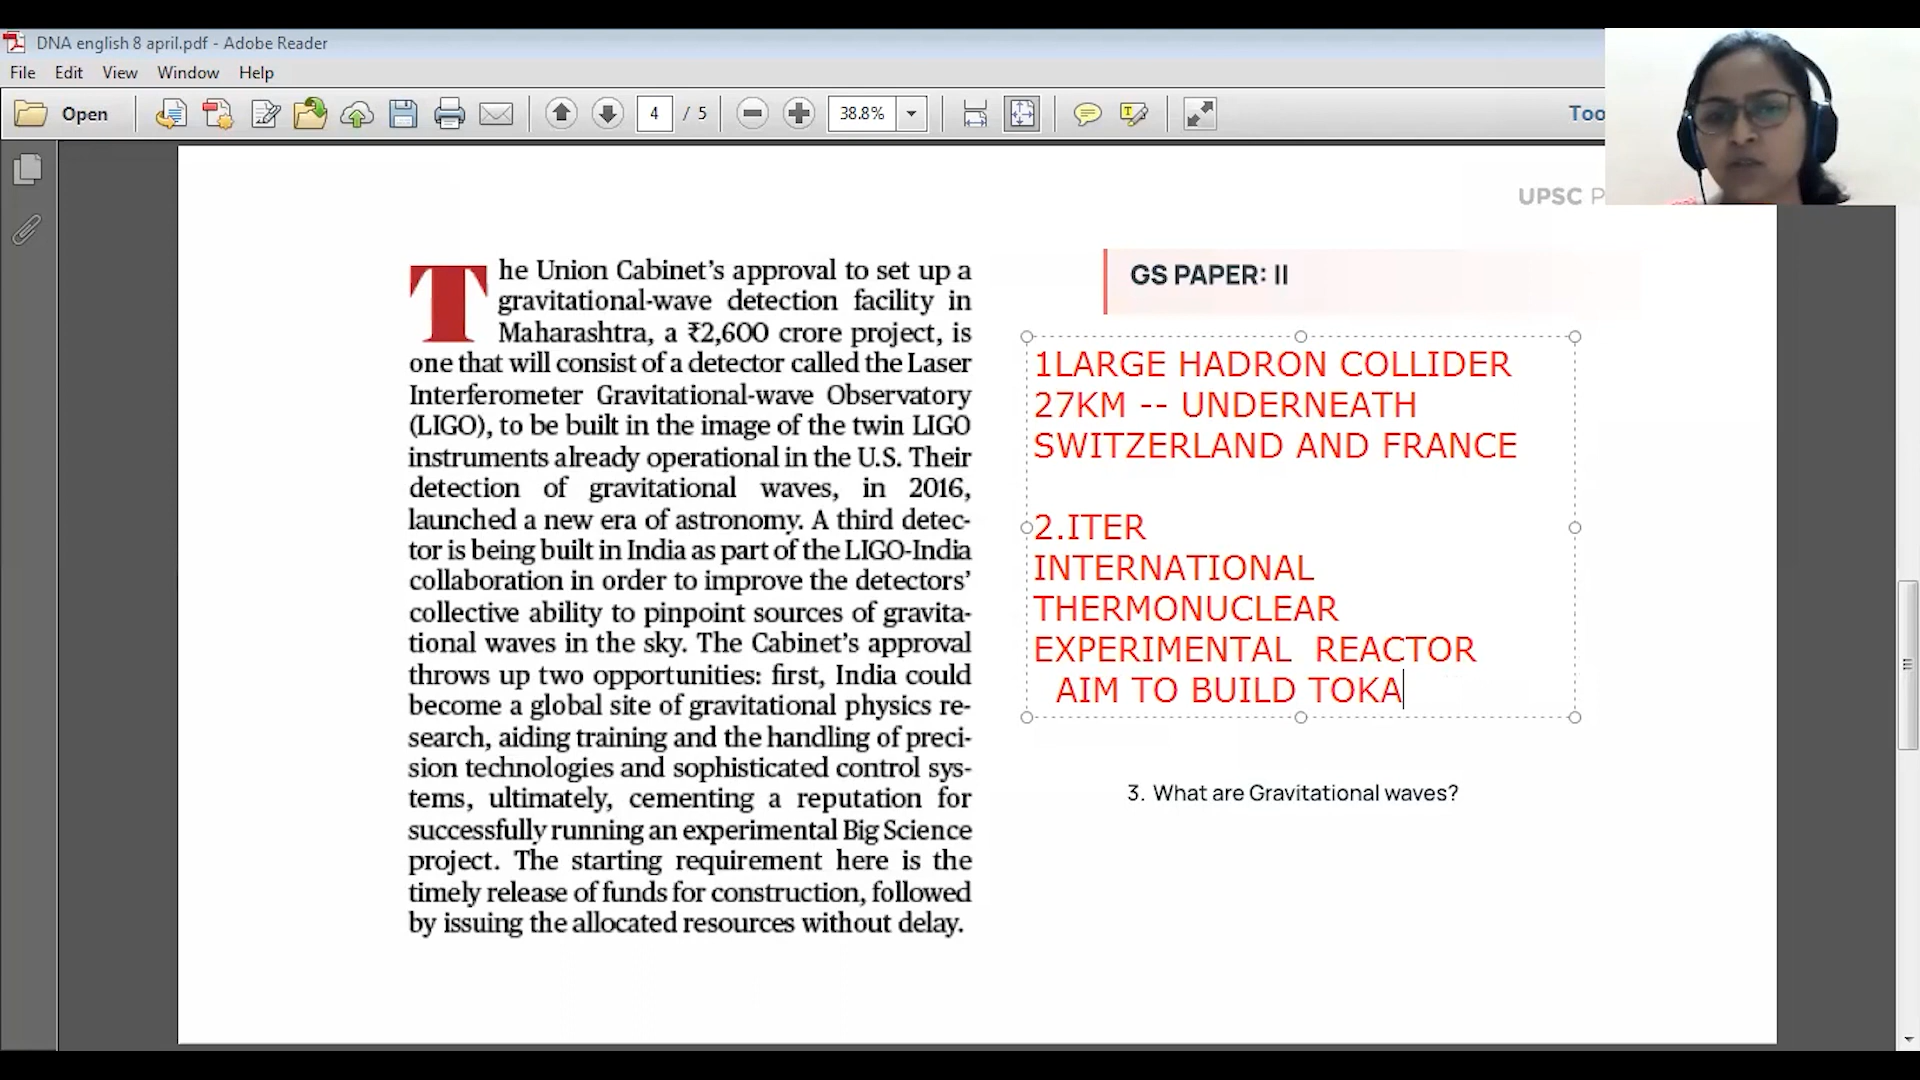 DNA english 8 april.pdf - Adobe Reader
File Edit View Window Help
Open 4 / 5 38.8% Too
UPSC P
The Union Cabinet's approval to set up a
gravitational-wave detection facility in
Maharashtra, a ₹2,600 crore project, is
one that will consist of a detector called the Laser
Interferometer Gravitational-wave Observatory
(LIGO), to be built in the image of the twin LIGO
instruments already operational in the U.S. Their
detection of gravitational waves, in 2016,
launched a new era of astronomy. A third detec-
tor is being built in India as part of the LIGO-India
collaboration in order to improve the detectors'
collective ability to pinpoint sources of gravita-
tional waves in the sky. The Cabinet's approval
throws up two opportunities: first, India could
become a global site of gravitational physics re-
search, aiding training and the handling of preci-
sion technologies and sophisticated control sys-
tems, ultimately, cementing a reputation for
successfully running an experimental Big Science
project. The starting requirement here is the
timely release of funds for construction, followed
by issuing the allocated resources without delay.
GS PAPER: II
1LARGE HADRON COLLIDER
27KM -- UNDERNEATH
SWITZERLAND AND FRANCE
2.ITER
INTERNATIONAL
THERMONUCLEAR
EXPERIMENTAL REACTOR
AIM TO BUILD TOKA
3. What are Gravitational waves?